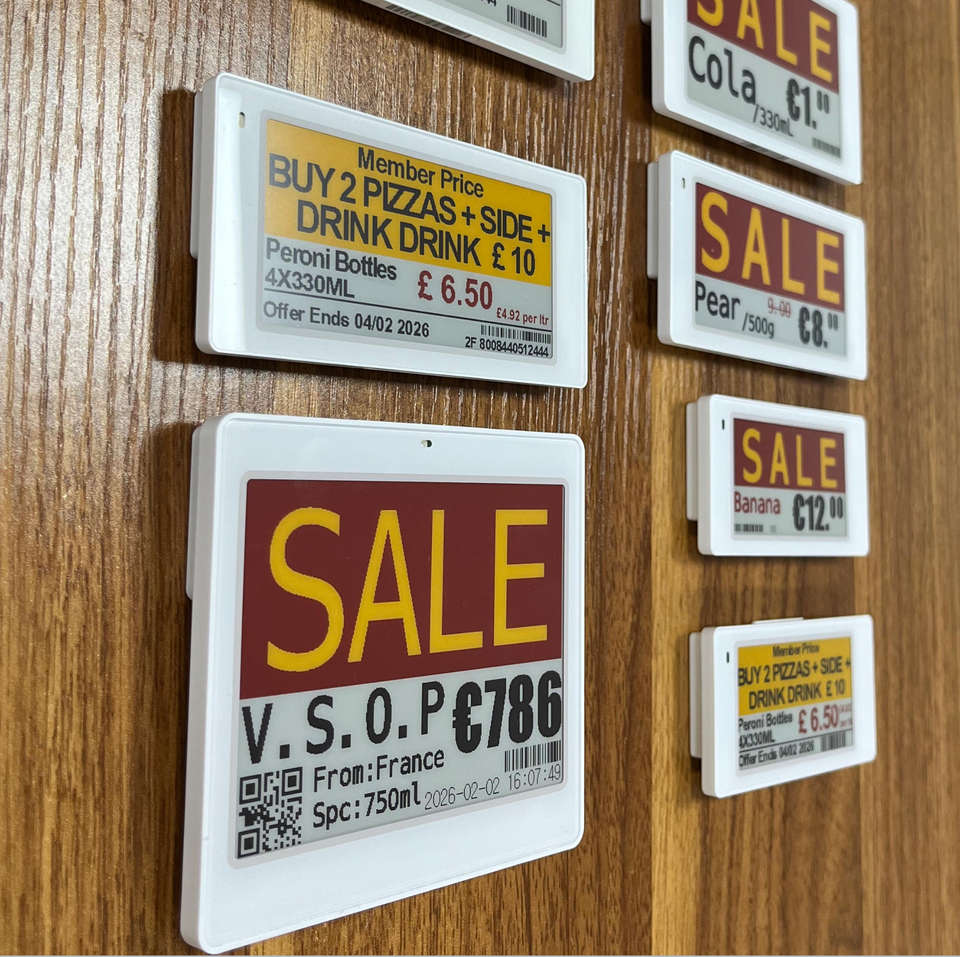 SALE
Cola
/330mL
€1.⁰⁰
Member Price
BUY 2 PIZZAS + SIDE +
DRINK DRINK £ 10
Peroni Bottles
4X330ML
£ 6.50
£4.92 per ltr
Offer Ends 04/02 2026
2F 8008440512444
SALE
Pear
/500g
9.00
€8.⁰⁰
SALE
Banana
€12.⁰⁰
SALE
V.S.O.P €786
From:France
Spc:750ml
2026-02-02 16:07:49
Member Price
BUY 2 PIZZAS + SIDE +
DRINK DRINK £ 10
Peroni Bottles
4X330ML
£ 6.50
Offer Ends 04/02 2026